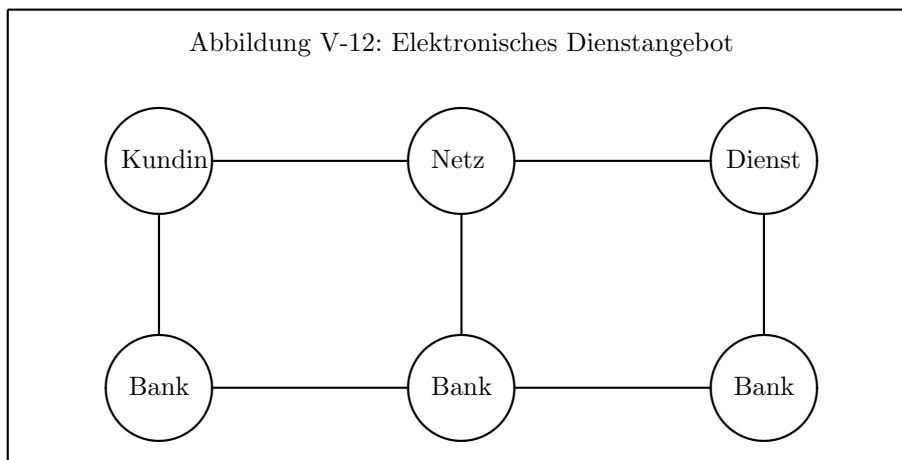 Abbildung V-12: Elektronisches Dienstangebot
Kundin Netz Dienst
Bank Bank Bank